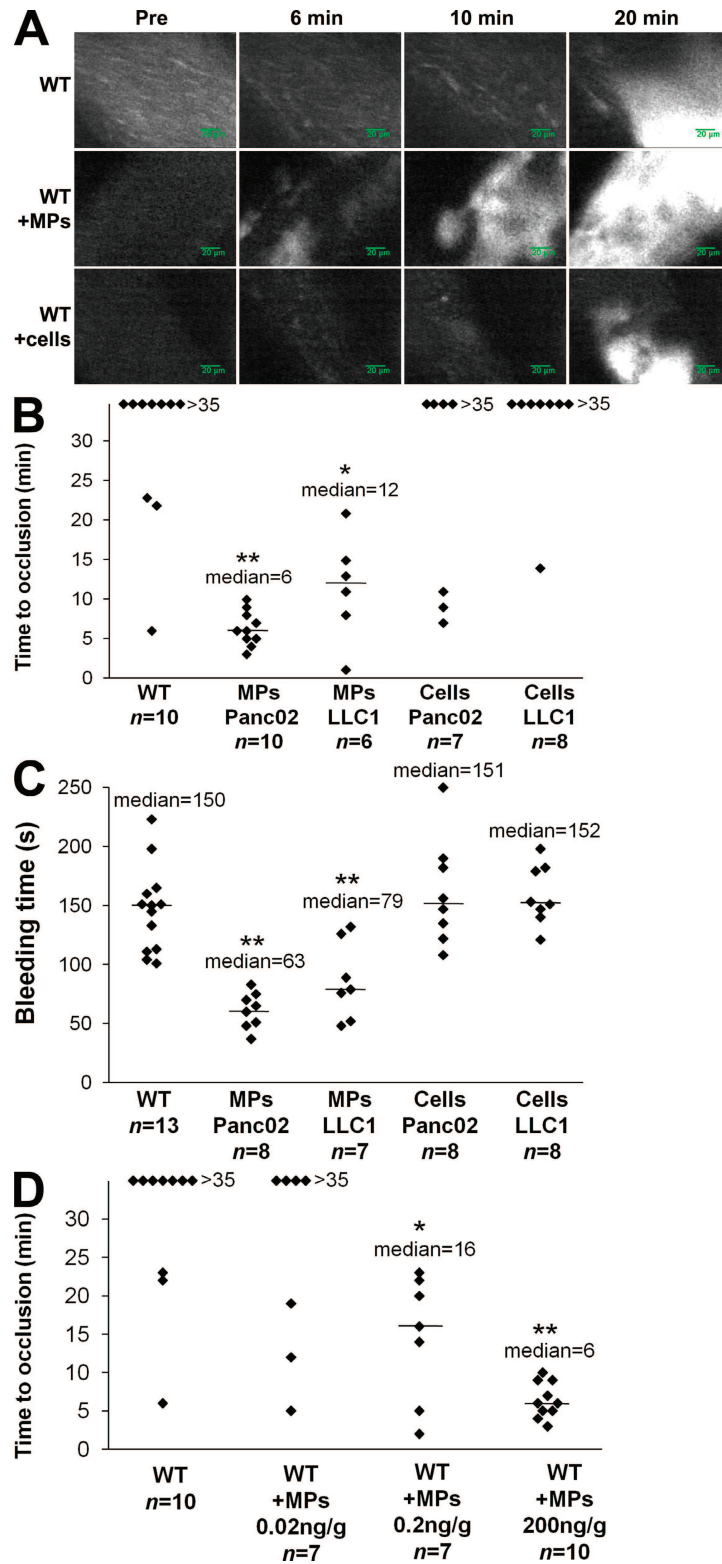 A
Pre 6 min 10 min 20 min
WT
20 µm 20 µm 20 µm 20 µm
WT
+MPs
20 µm 20 µm 20 µm 20 µm
WT
+cells
20 µm 20 µm 20 µm 20 µm
B
>35 >35 >35
Time to occlusion (min)
30
25
20
15
10
5
0
*
median=12
**
median=6
WT MPs MPs Cells Cells
n=10 Panc02 LLC1 Panc02 LLC1
n=10 n=6 n=7 n=8
C
Bleeding time (s)
250
200
150
100
50
0
median=151
median=150
median=152
**
median=79
**
median=63
WT MPs MPs Cells Cells
n=13 Panc02 LLC1 Panc02 LLC1
n=8 n=7 n=8 n=8
D
>35 >35
Time to occlusion (min)
30
25
20
15
10
5
0
*
median=16
**
median=6
WT WT WT WT
n=10 +MPs +MPs +MPs
0.02ng/g 0.2ng/g 200ng/g
n=7 n=7 n=10